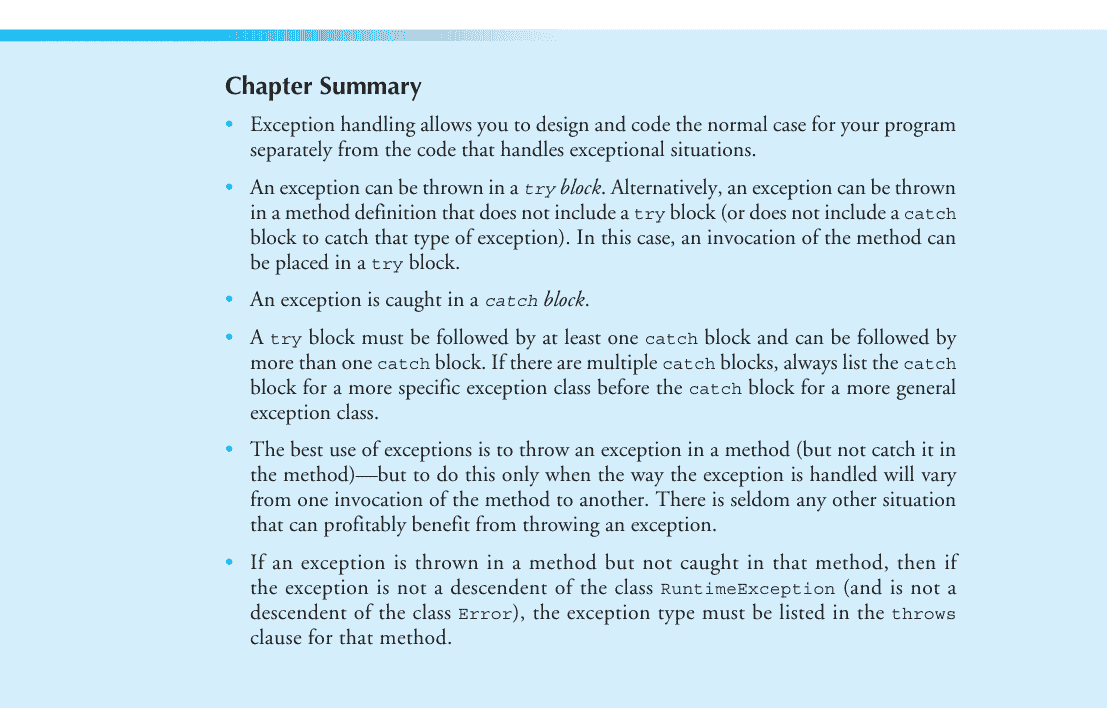 Chapter Summary
• Exception handling allows you to design and code the normal case for your program
separately from the code that handles exceptional situations.
• An exception can be thrown in a try block. Alternatively, an exception can be thrown
in a method definition that does not include a try block (or does not include a catch
block to catch that type of exception). In this case, an invocation of the method can
be placed in a try block.
• An exception is caught in a catch block.
• A try block must be followed by at least one catch block and can be followed by
more than one catch block. If there are multiple catch blocks, always list the catch
block for a more specific exception class before the catch block for a more general
exception class.
• The best use of exceptions is to throw an exception in a method (but not catch it in
the method)—but to do this only when the way the exception is handled will vary
from one invocation of the method to another. There is seldom any other situation
that can profitably benefit from throwing an exception.
• If an exception is thrown in a method but not caught in that method, then if
the exception is not a descendent of the class RuntimeException (and is not a
descendent of the class Error), the exception type must be listed in the throws
clause for that method.